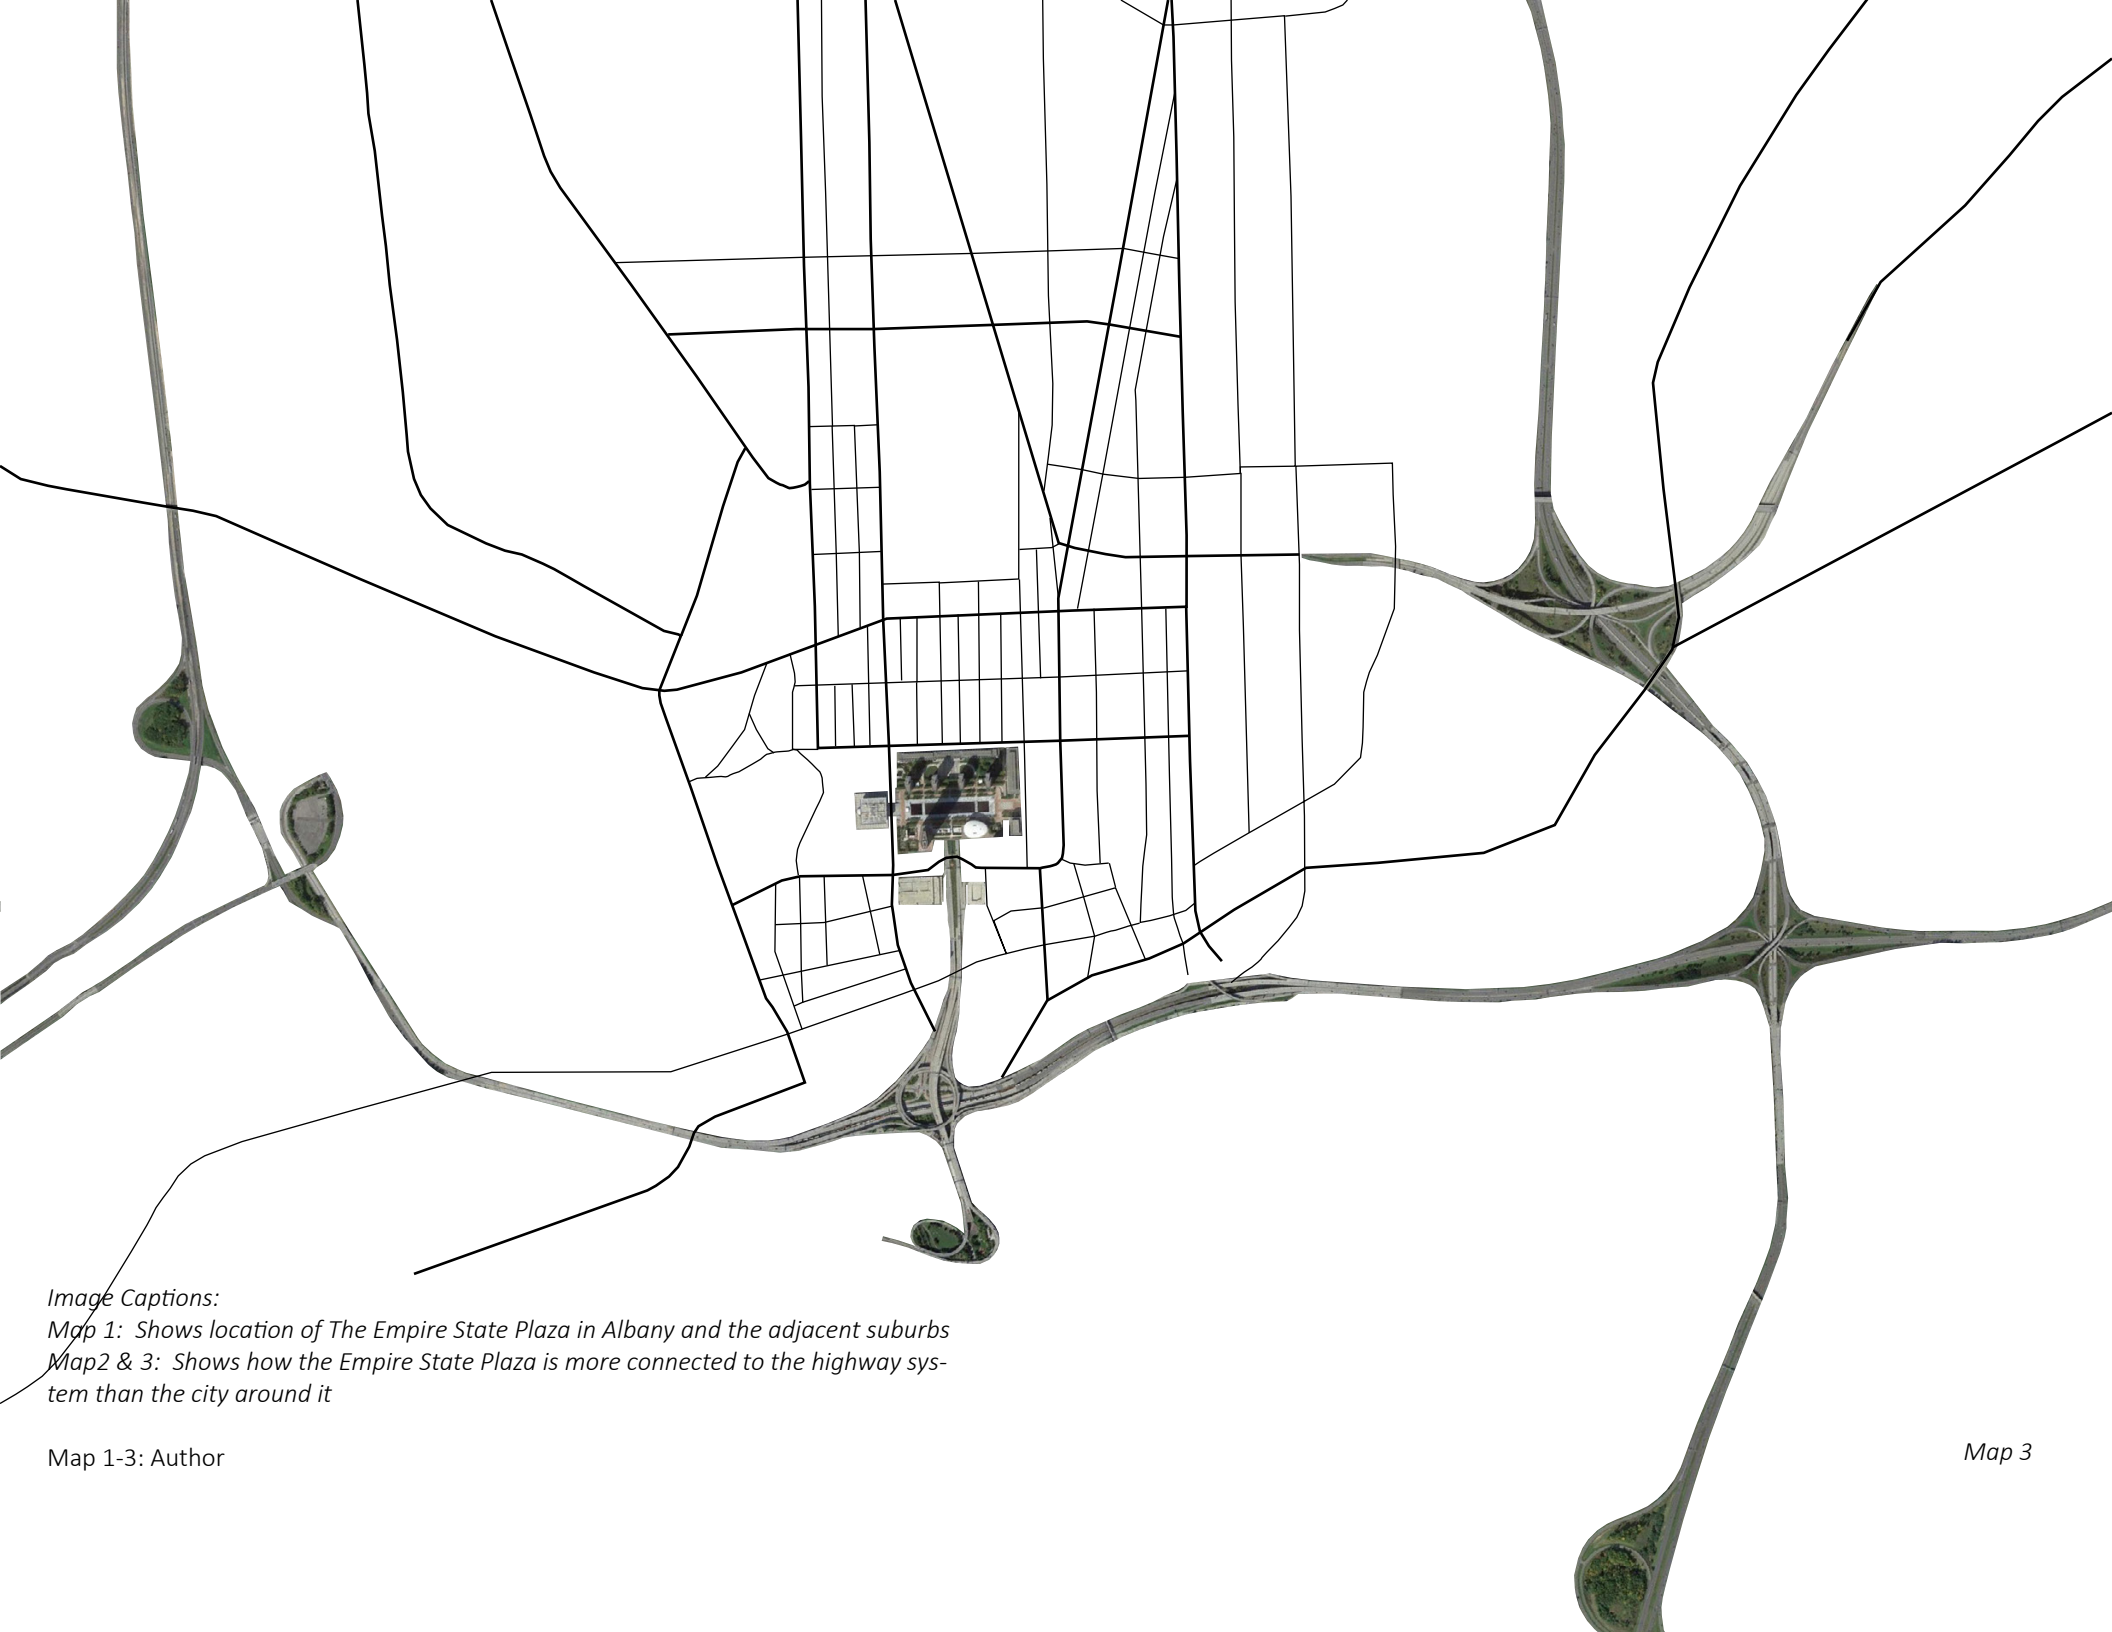 Image Captions:
Map 1:  Shows location of The Empire State Plaza in Albany and the adjacent suburbs
Map2 & 3:  Shows how the Empire State Plaza is more connected to the highway sys-
tem than the city around it
Map 1-3: Author
Map 3